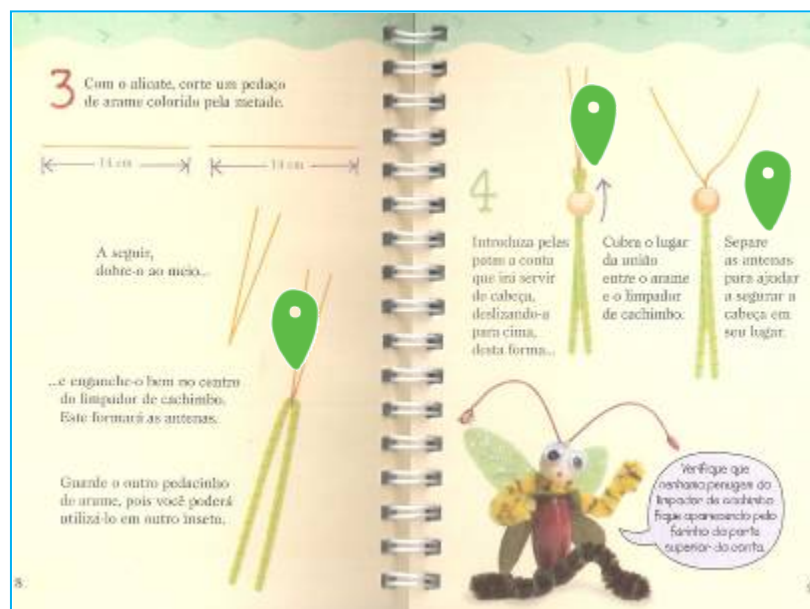 3
Com o alicate, corte um pedaço
de arame colorido pela metade.
14 cm
14 cm
A seguir,
dobre-o ao meio...
...e enganche-o bem no centro
do limpador de cachimbo.
Este formará as antenas.
Guarde o outro pedacinho
de arame, pois você poderá
utilizá-lo em outro inseto.
8
4
Introduza pelas
patas a conta
que irá servir
de cabeça,
deslizando-a
para cima,
desta forma...
Cubra o lugar
da união
entre o arame
e o limpador
de cachimbo.
Separe
as antenas
para ajudar
a segurar a
cabeça em
seu lugar.
Verifique que
nenhuma penugem do
limpador de cachimbo
fique aparecendo pelo
furinho da parte
superior da conta.